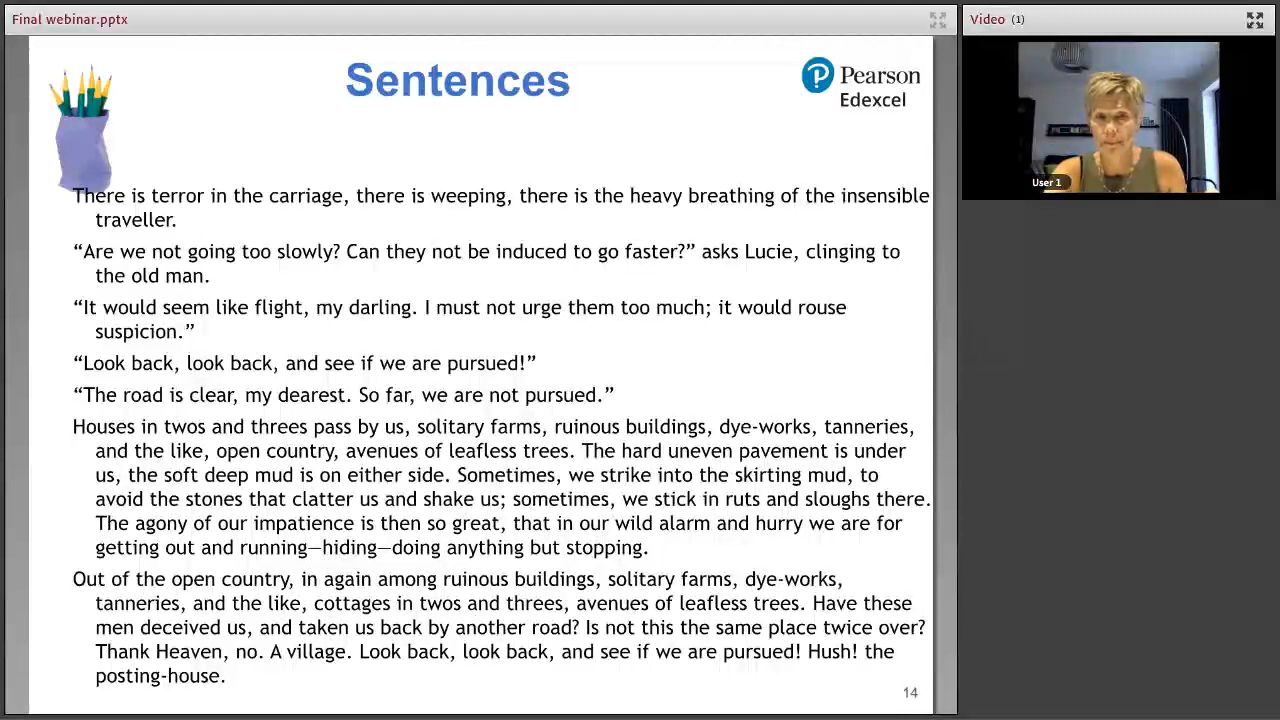 Final webinar.pptx
Video (1)
Sentences
Pearson
Edexcel
User 1
There is terror in the carriage, there is weeping, there is the heavy breathing of the insensible
traveller.
“Are we not going too slowly? Can they not be induced to go faster?” asks Lucie, clinging to
the old man.
“It would seem like flight, my darling. I must not urge them too much; it would rouse
suspicion.”
“Look back, look back, and see if we are pursued!”
“The road is clear, my dearest. So far, we are not pursued.”
Houses in twos and threes pass by us, solitary farms, ruinous buildings, dye-works, tanneries,
and the like, open country, avenues of leafless trees. The hard uneven pavement is under
us, the soft deep mud is on either side. Sometimes, we strike into the skirting mud, to
avoid the stones that clatter us and shake us; sometimes, we stick in ruts and sloughs there.
The agony of our impatience is then so great, that in our wild alarm and hurry we are for
getting out and running—hiding—doing anything but stopping.
Out of the open country, in again among ruinous buildings, solitary farms, dye-works,
tanneries, and the like, cottages in twos and threes, avenues of leafless trees. Have these
men deceived us, and taken us back by another road? Is not this the same place twice over?
Thank Heaven, no. A village. Look back, look back, and see if we are pursued! Hush! the
posting-house.
14